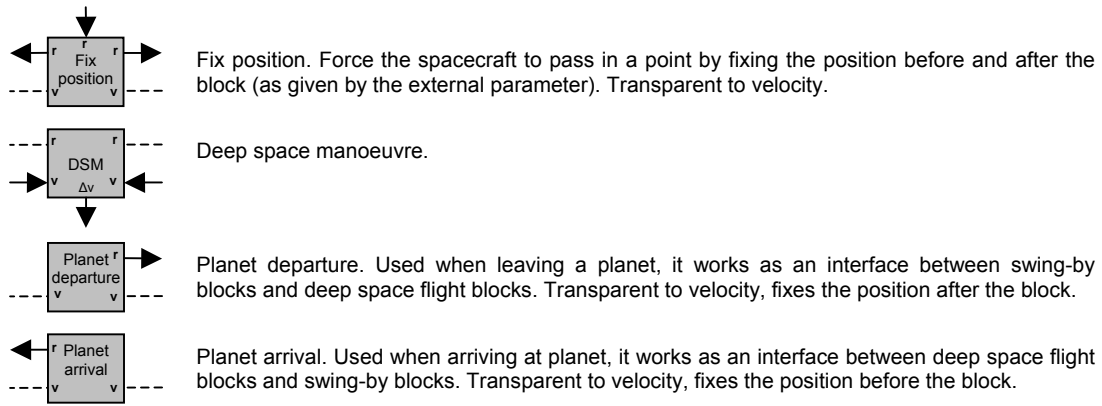 r r r
Fix
position
v v
Fix position. Force the spacecraft to pass in a point by fixing the position before and after the
block (as given by the external parameter). Transparent to velocity.
r r
DSM
v Δv v
Deep space manoeuvre.
Planet r
departure
v v
Planet departure. Used when leaving a planet, it works as an interface between swing-by
blocks and deep space flight blocks. Transparent to velocity, fixes the position after the block.
r Planet
arrival
v v
Planet arrival. Used when arriving at planet, it works as an interface between deep space flight
blocks and swing-by blocks. Transparent to velocity, fixes the position before the block.